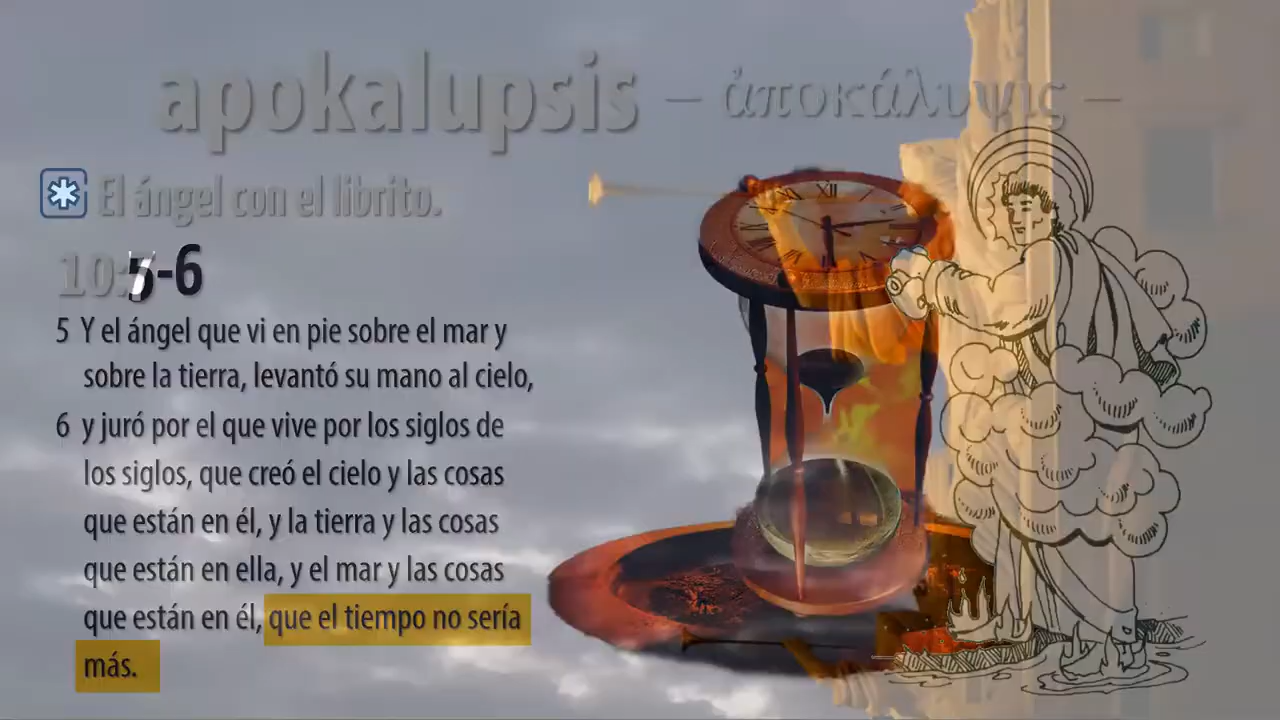 apokalupsis – ἀποκάλυψις –
El ángel con el librito.
10:5-6
5 Y el ángel que vi en pie sobre el mar y
sobre la tierra, levantó su mano al cielo,
6 y juró por el que vive por los siglos de
los siglos, que creó el cielo y las cosas
que están en él, y la tierra y las cosas
que están en ella, y el mar y las cosas
que están en él, que el tiempo no sería
más.
XII